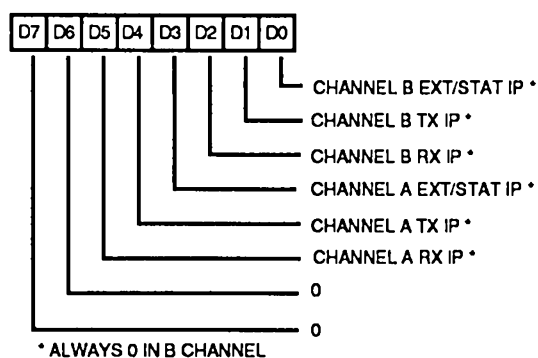 D7 D6 D5 D4 D3 D2 D1 D0
CHANNEL B EXT/STAT IP *
CHANNEL B TX IP *
CHANNEL B RX IP *
CHANNEL A EXT/STAT IP *
CHANNEL A TX IP *
CHANNEL A RX IP *
0
0
* ALWAYS 0 IN B CHANNEL